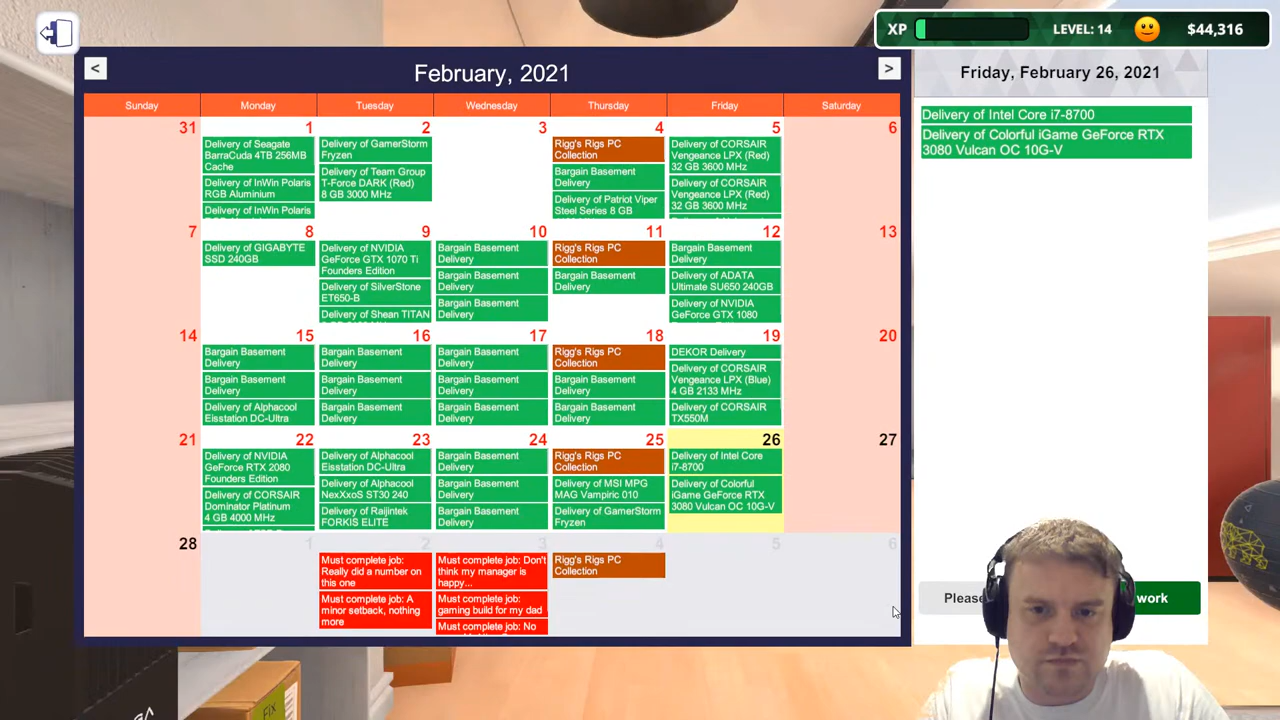 XP
LEVEL: 14
$44,316
<
February, 2021
>
Friday, February 26, 2021
Sunday
Monday
Tuesday
Wednesday
Thursday
Friday
Saturday
31
1
Delivery of Seagate
BarraCuda 4TB 256MB
Cache
Delivery of InWin Polaris
RGB Aluminium
Delivery of InWin Polaris
2
Delivery of GamerStorm
Fryzen
Delivery of Team Group
T-Force DARK (Red)
8 GB 3000 MHz
3
4
Rigg's Rigs PC
Collection
Bargain Basement
Delivery
Delivery of Patriot Viper
Steel Series 8 GB
5
Delivery of CORSAIR
Vengeance LPX (Red)
32 GB 3600 MHz
Delivery of CORSAIR
Vengeance LPX (Red)
32 GB 3600 MHz
6
7
8
Delivery of GIGABYTE
SSD 240GB
9
Delivery of NVIDIA
GeForce GTX 1070 Ti
Founders Edition
Delivery of SilverStone
ET650-B
Delivery of Shean TITAN
10
Bargain Basement
Delivery
Bargain Basement
Delivery
Bargain Basement
Delivery
11
Rigg's Rigs PC
Collection
Bargain Basement
Delivery
12
Bargain Basement
Delivery
Delivery of ADATA
Ultimate SU650 240GB
Delivery of NVIDIA
GeForce GTX 1080
13
14
15
Bargain Basement
Delivery
Bargain Basement
Delivery
Delivery of Alphacool
Eisstation DC-Ultra
16
Bargain Basement
Delivery
Bargain Basement
Delivery
Bargain Basement
Delivery
17
Bargain Basement
Delivery
Bargain Basement
Delivery
Bargain Basement
Delivery
18
Rigg's Rigs PC
Collection
Bargain Basement
Delivery
Bargain Basement
Delivery
19
DEKOR Delivery
Delivery of CORSAIR
Vengeance LPX (Blue)
4 GB 2133 MHz
Delivery of CORSAIR
TX550M
20
21
22
Delivery of NVIDIA
GeForce RTX 2080
Founders Edition
Delivery of CORSAIR
Dominator Platinum
4 GB 4000 MHz
23
Delivery of Alphacool
Eisstation DC-Ultra
Delivery of Alphacool
NexXxoS ST30 240
Delivery of Raijintek
FORKIS ELITE
24
Bargain Basement
Delivery
Bargain Basement
Delivery
Bargain Basement
Delivery
25
Rigg's Rigs PC
Collection
Delivery of MSI MPG
MAG Vampiric 010
Delivery of GamerStorm
Fryzen
26
Delivery of Intel Core
i7-8700
Delivery of Colorful
iGame GeForce RTX
3080 Vulcan OC 10G-V
27
28
1
2
Must complete job:
Really did a number on
this one
Must complete job: A
minor setback, nothing
more
3
Must complete job: Don't
think my manager is
happy...
Must complete job:
gaming build for my dad
Must complete job: No
4
Rigg's Rigs PC
Collection
5
6
Delivery of Intel Core i7-8700
Delivery of Colorful iGame GeForce RTX
3080 Vulcan OC 10G-V
work
FIX